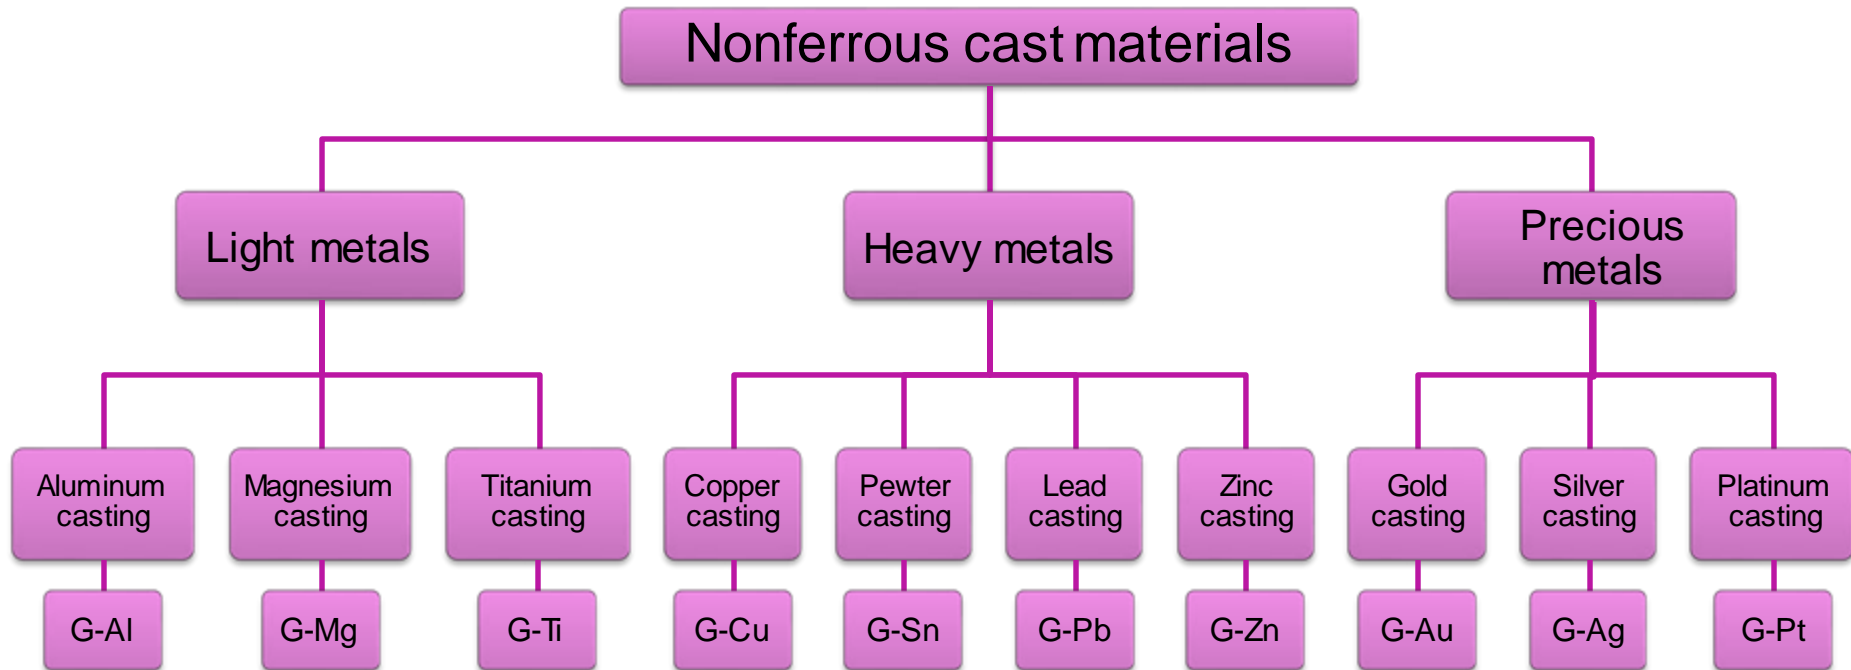 Nonferrous cast materials
Light metals
Heavy metals
Precious
metals
Aluminum
casting
Magnesium
casting
Titanium
casting
Copper
casting
Pewter
casting
Lead
casting
Zinc
casting
Gold
casting
Silver
casting
Platinum
casting
G-Al
G-Mg
G-Ti
G-Cu
G-Sn
G-Pb
G-Zn
G-Au
G-Ag
G-Pt